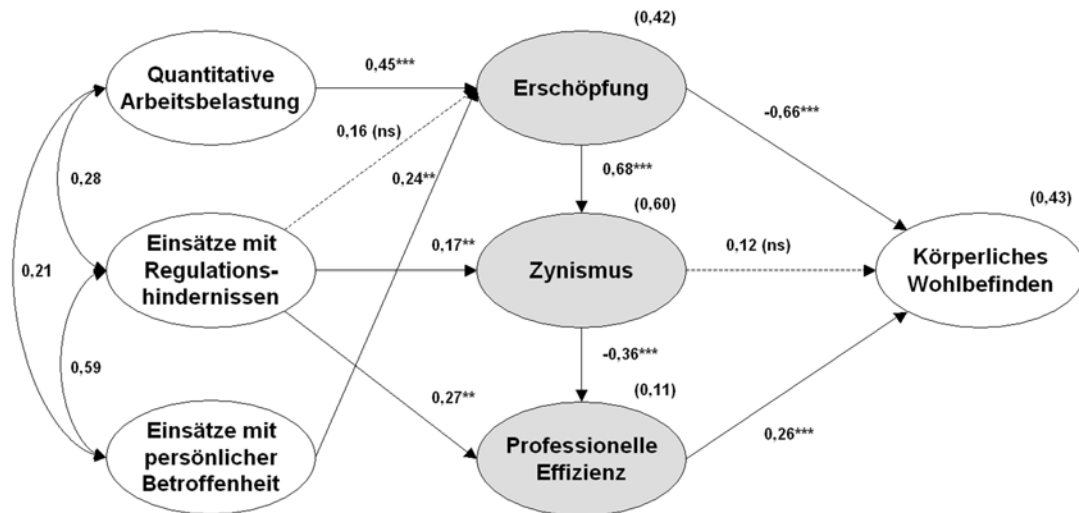 (0,42)
Quantitative
Arbeitsbelastung
0,45***
Erschöpfung
-0,66***
0,16 (ns)
0,28
0,24**
0,68***
(0,60)
(0,43)
0,21
Einsätze mit
Regulations-
hindernissen
0,17**
Zynismus
0,12 (ns)
Körperliches
Wohlbefinden
0,59
-0,36***
0,27**
(0,11)
Einsätze mit
persönlicher
Betroffenheit
Professionelle
Effizienz
0,26***